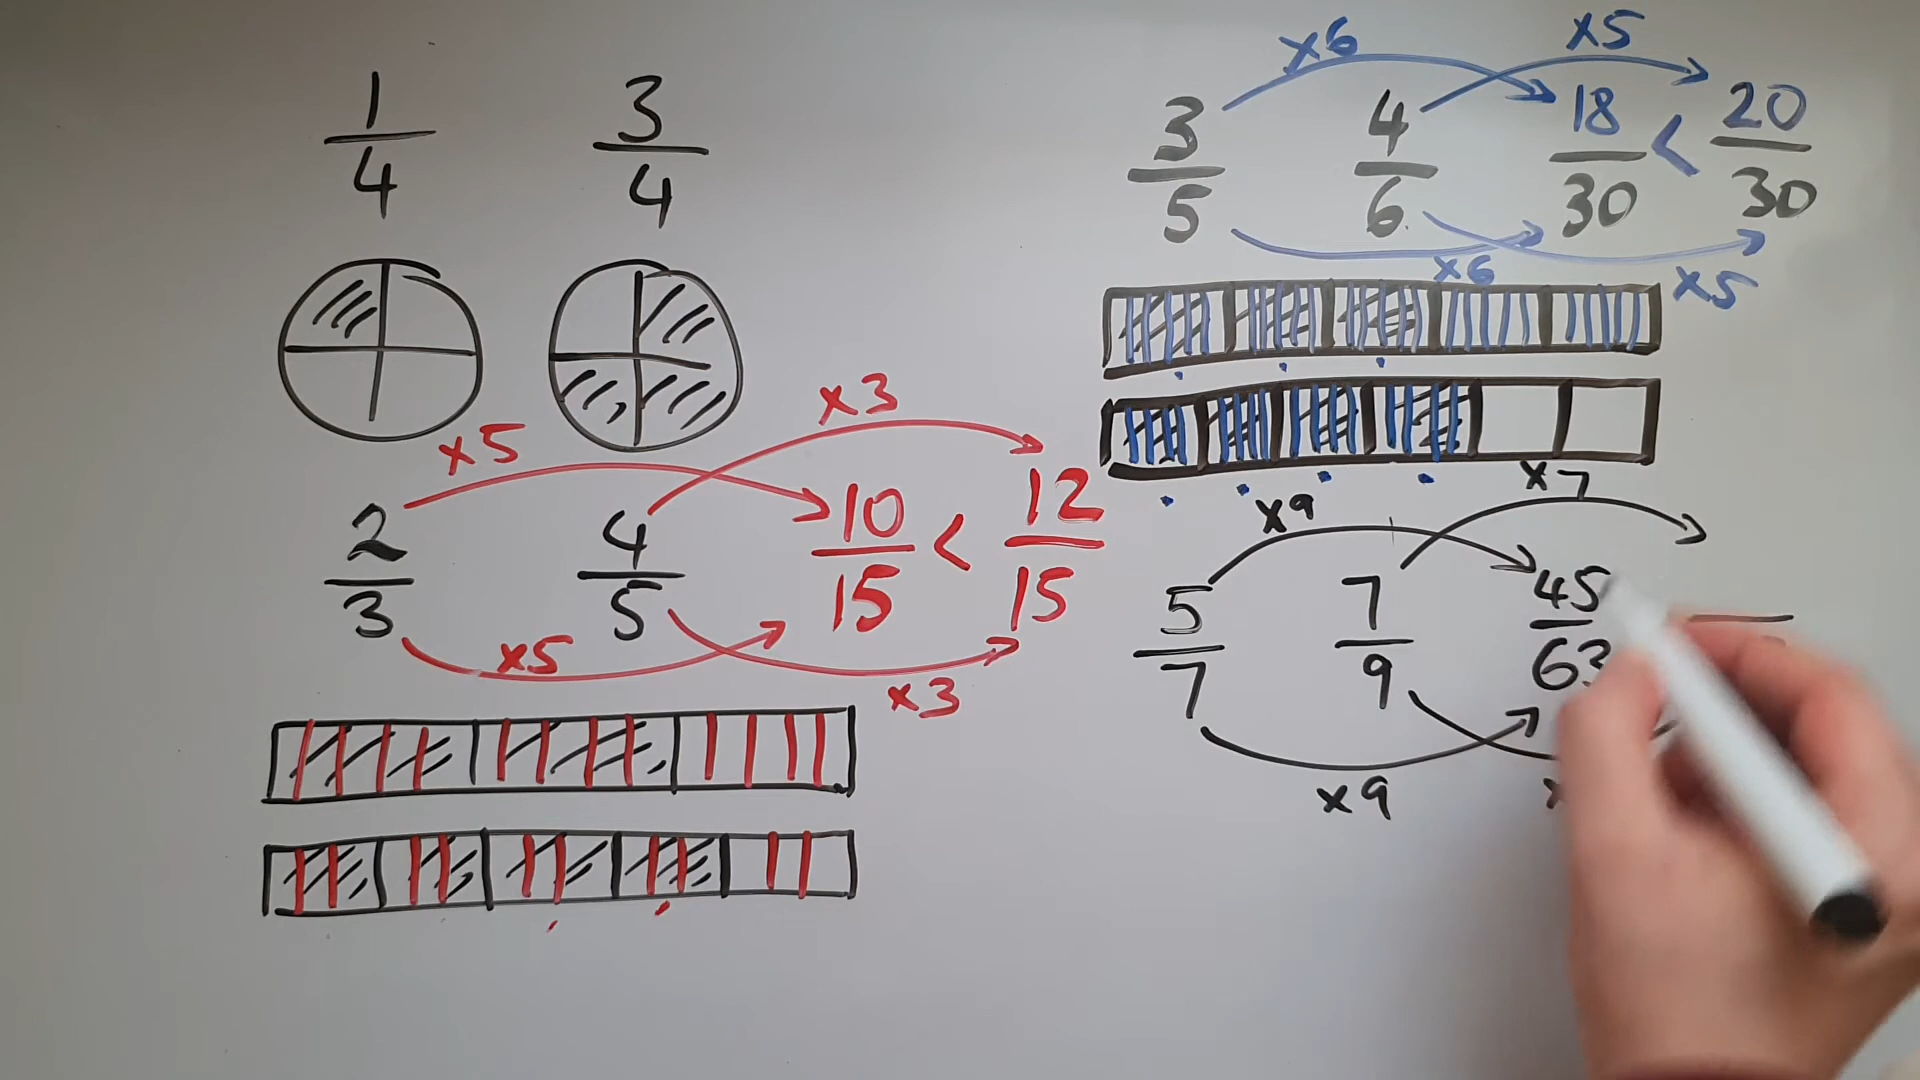 1/4 3/4
×6 ×5
3/5 4/6 18/30 < 20/30
×6 ×5
×5 ×3
2/3 4/5 10/15 < 12/15
×5 ×3
×9 ×7
5/7 7/9 45/63
×9